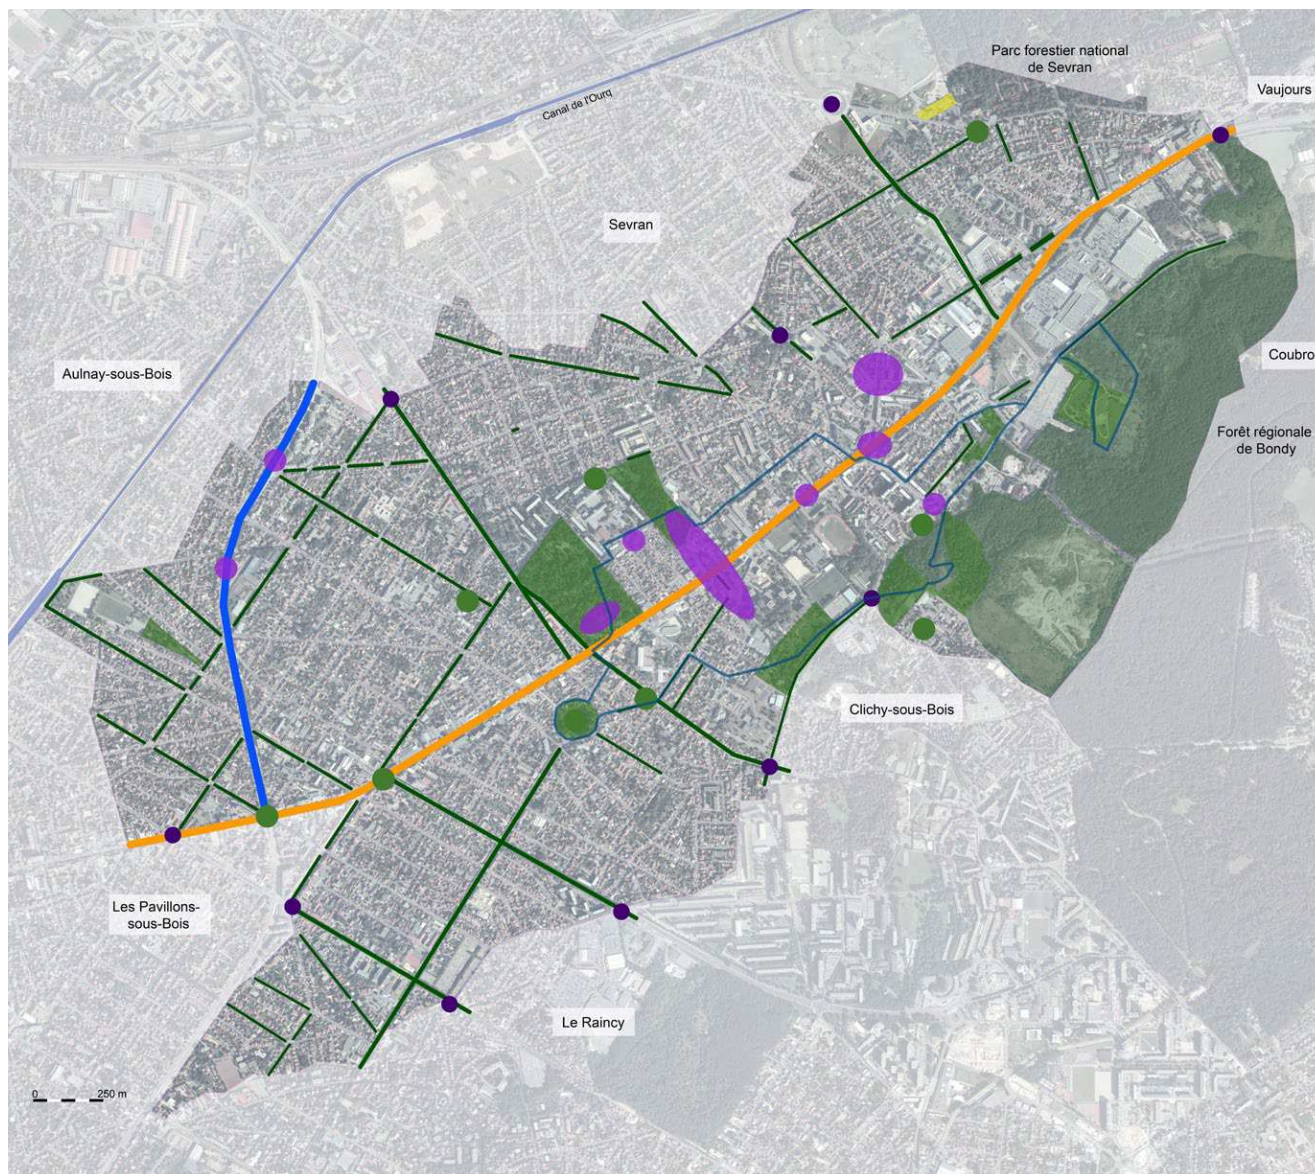 Parc forestier national
de Sevran
Vaujours
Canal de l'Ourq
Sevran
Coubro
Aulnay-sous-Bois
Forêt régionale
de Bondy
Clichy-sous-Bois
Les Pavillons-
sous-Bois
Le Raincy
0 250 m